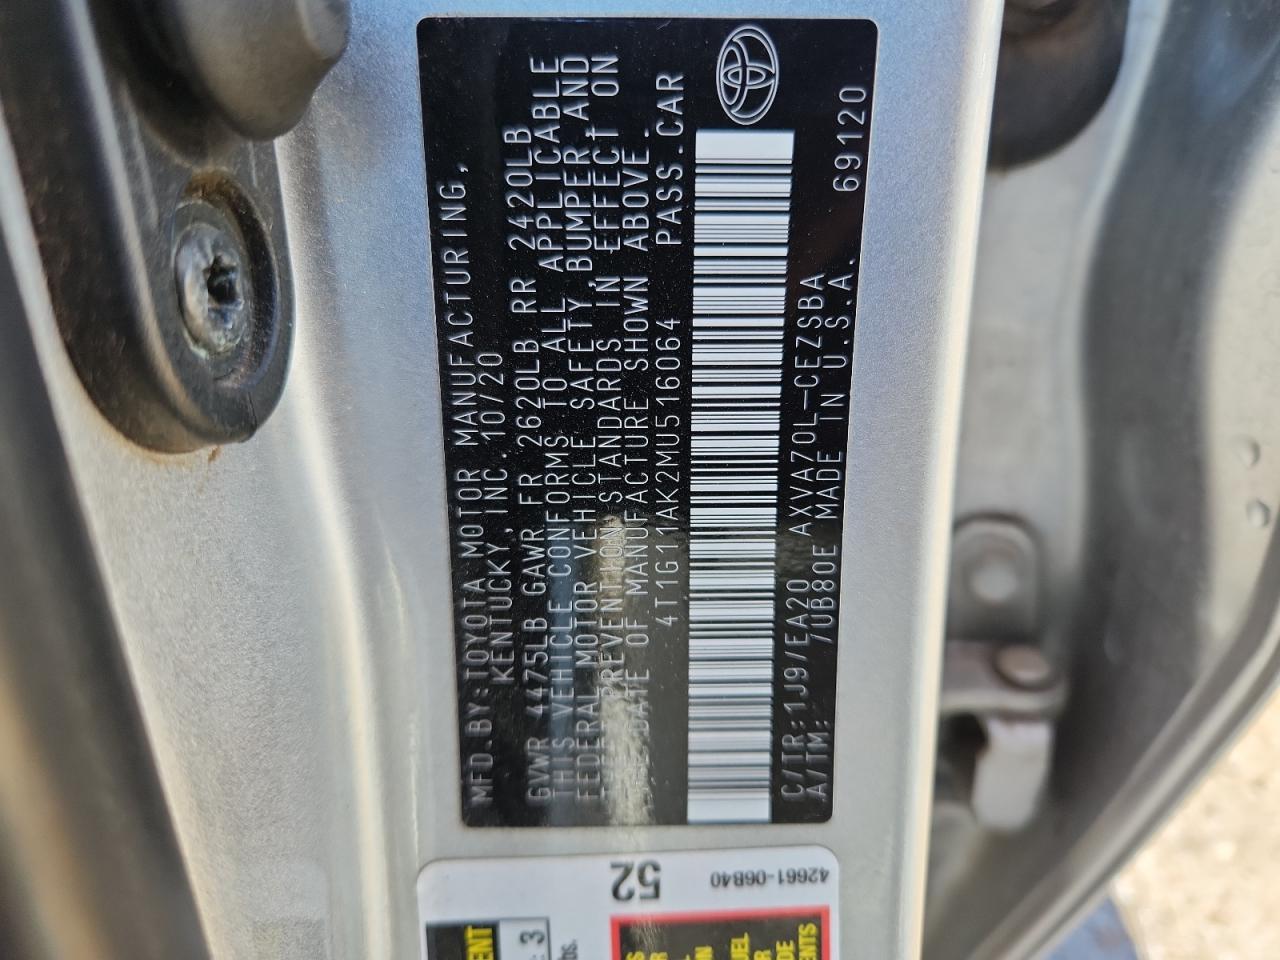 MFD.BY:TOYOTA MOTOR MANUFACTURING,
KENTUCKY,INC. 10/20
GVWR 4475LB GAWR FR 2620LB RR 2420LB
THIS VEHICLE CONFORMS TO ALL APPLICABLE
FEDERAL MOTOR VEHICLE SAFETY,BUMPER,AND
THEFT PREVENTION STANDARDS IN EFFECT ON
THE DATE OF MANUFACTURE SHOWN ABOVE.
4T1G11AK2MU516064 PASS.CAR
C/TR:1J9/EA20 AXVA70L-CEZSBA
A/TM: /UB80E MADE IN U.S.A. 69120
52
42661-06B40
3